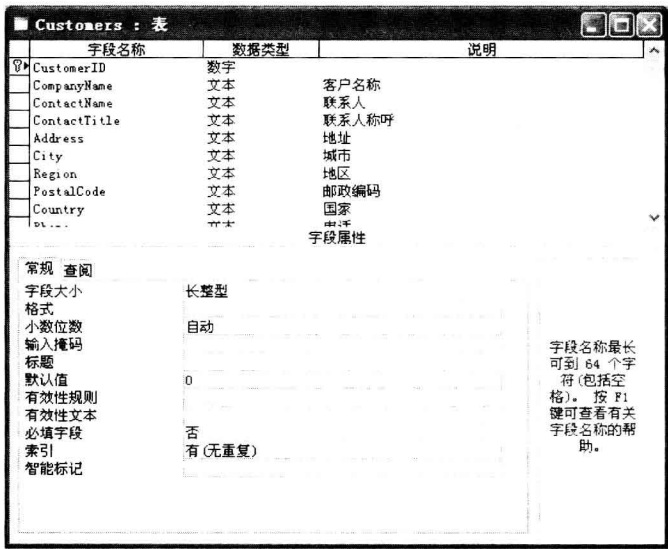 Customers : 表
字段名称 数据类型 说明
CustomerID 数字
CompanyName 文本 客户名称
ContactName 文本 联系人
ContactTitle 文本 联系人称呼
Address 文本 地址
City 文本 城市
Region 文本 地区
PostalCode 文本 邮政编码
Country 文本 国家
字段属性
常规 查阅
字段大小 长整型
格式
小数位数 自动
输入掩码
标题
默认值 0
有效性规则
有效性文本
必填字段 否
索引 有(无重复)
智能标记
字段名称最长
可到 64 个字
符(包括空
格)。 按 F1
键可查看有关
字段名称的帮
助。